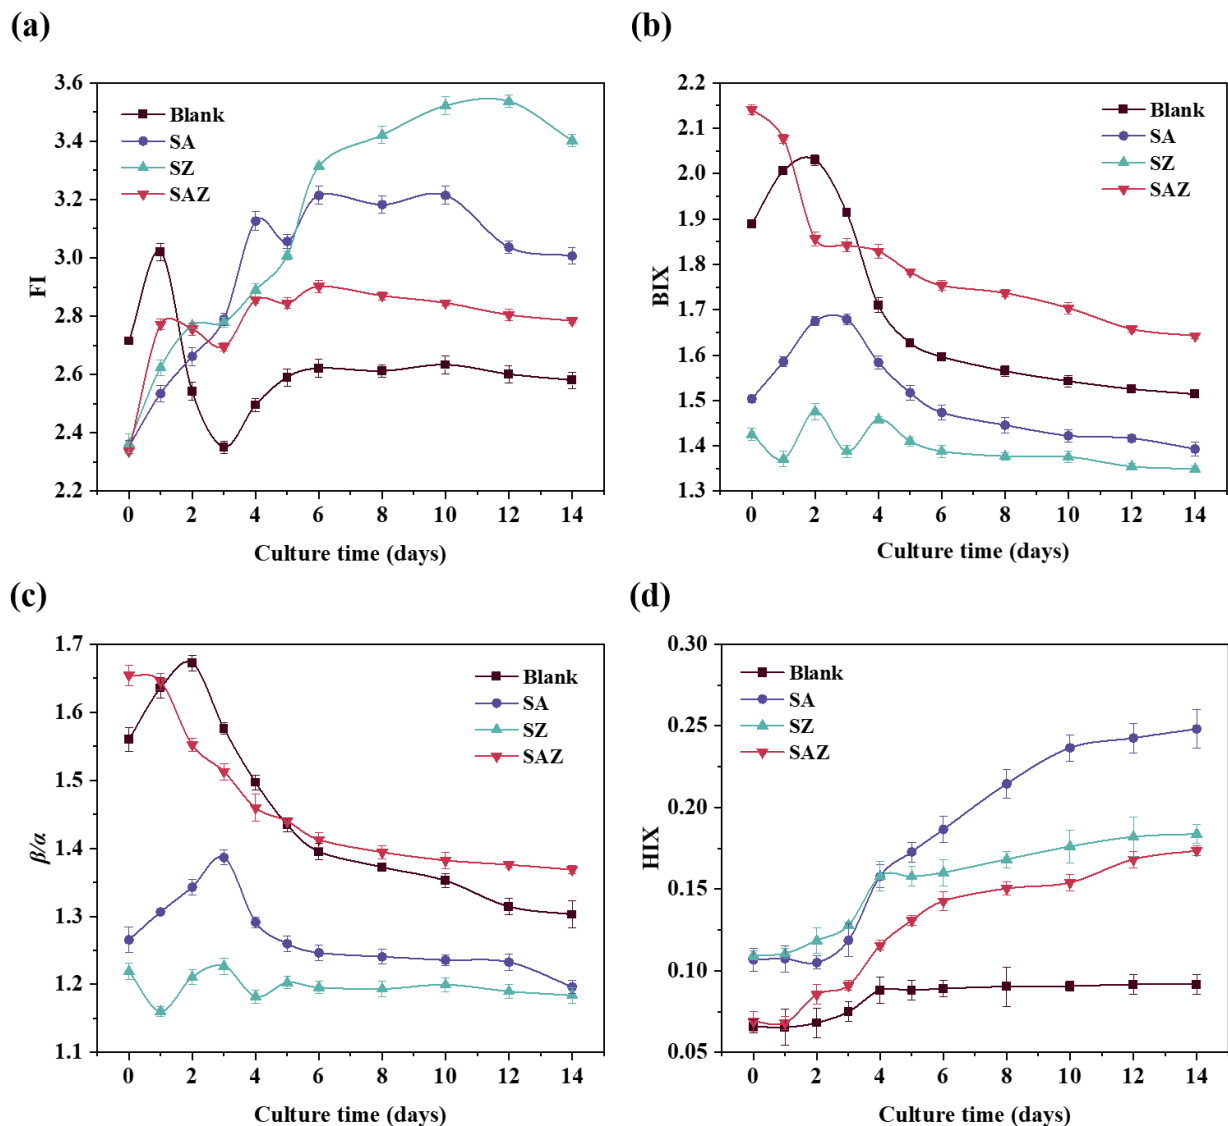 (a)
3.6
3.4
3.2
3.0
2.8
2.6
2.4
2.2
FI
Blank
SA
SZ
SAZ
0 2 4 6 8 10 12 14
Culture time (days)
(b)
2.2
2.1
2.0
1.9
1.8
1.7
1.6
1.5
1.4
1.3
BIX
Blank
SA
SZ
SAZ
0 2 4 6 8 10 12 14
Culture time (days)
(c)
1.7
1.6
1.5
1.4
1.3
1.2
1.1
β/α
Blank
SA
SZ
SAZ
0 2 4 6 8 10 12 14
Culture time (days)
(d)
0.30
0.25
0.20
0.15
0.10
0.05
HIX
Blank
SA
SZ
SAZ
0 2 4 6 8 10 12 14
Culture time (days)